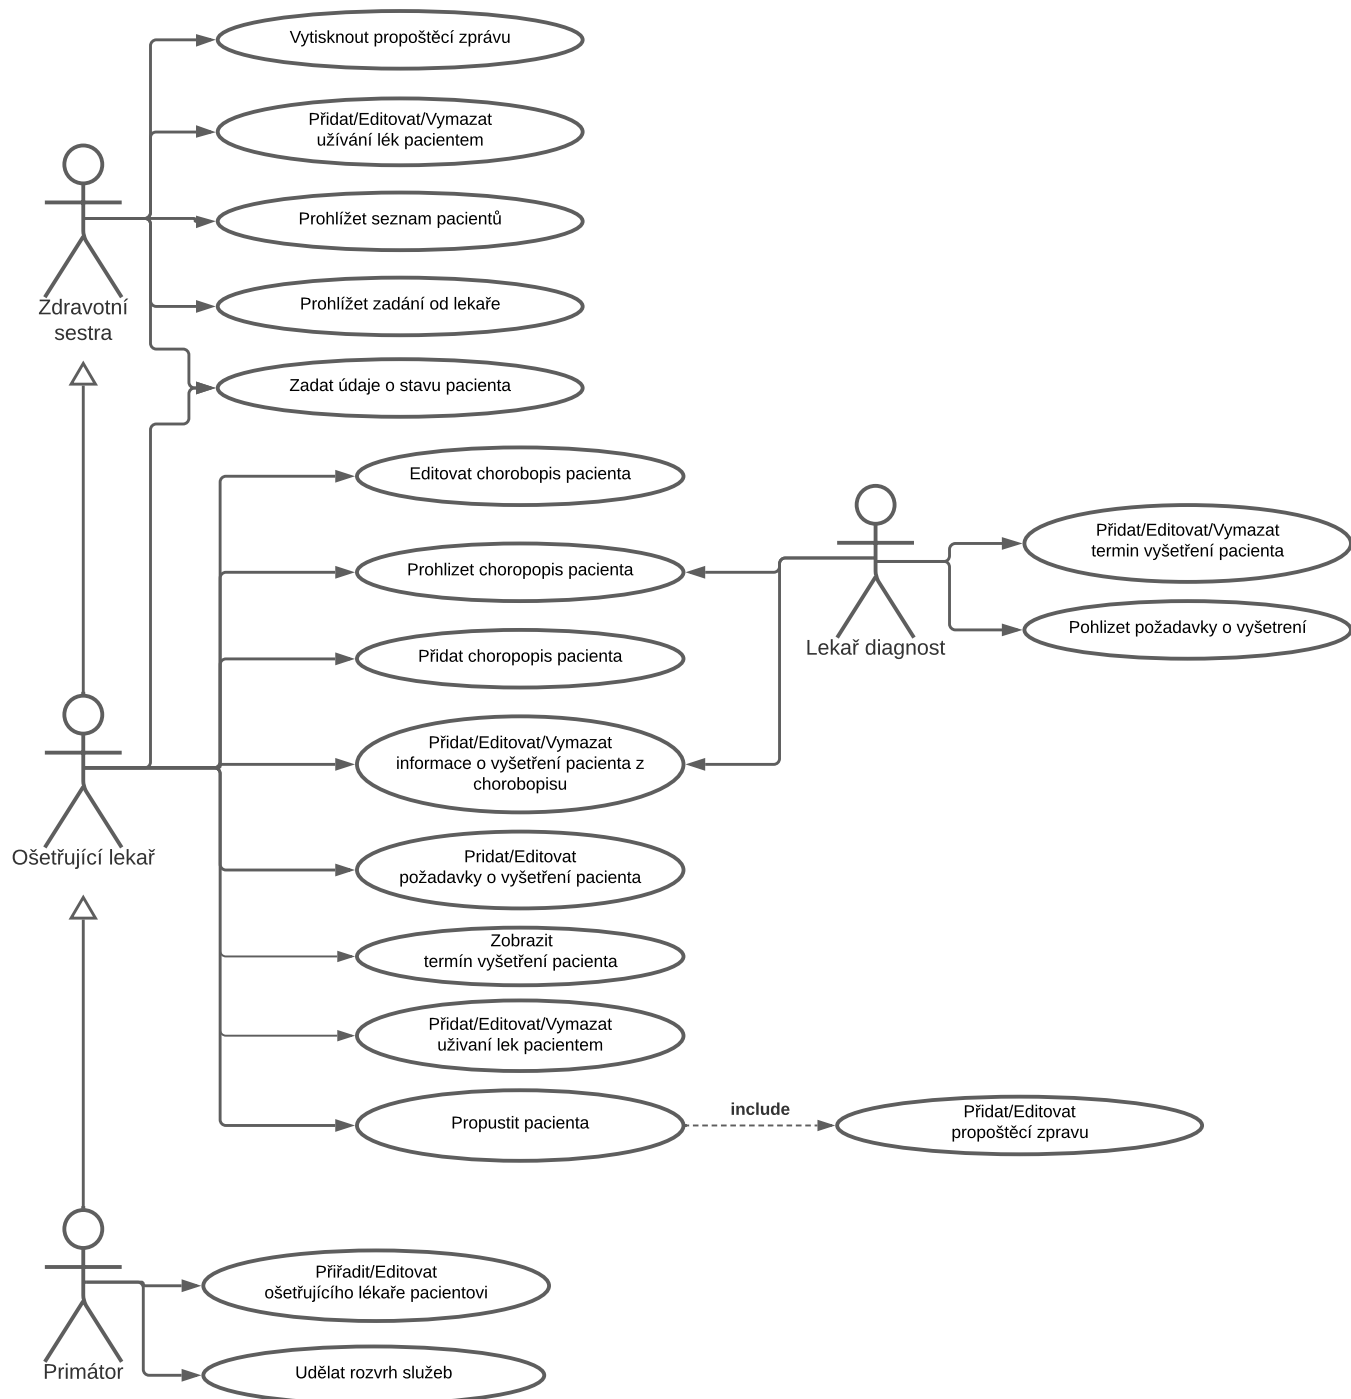 Vytisknout propoštěcí zprávu
Přidat/Editovat/Vymazat
užívání lék pacientem
Prohlížet seznam pacientů
Zdravotní
sestra
Prohlížet zadání od lekaře
Zadat údaje o stavu pacienta
Editovat chorobopis pacienta
Prohlizet choropopis pacienta
Přidat/Editovat/Vymazat
termin vyšetření pacienta
Pohlizet požadavky o vyšetrení
Lekař diagnost
Přidat choropopis pacienta
Přidat/Editovat/Vymazat
informace o vyšetření pacienta z
chorobopisu
Ošetřující lekař
Pridat/Editovat
požadavky o vyšetření pacienta
Zobrazit
termín vyšetření pacienta
Přidat/Editovat/Vymazat
uživaní lek pacientem
Propustit pacienta
include
Přidat/Editovat
propoštěcí zpravu
Přiřadit/Editovat
ošetřujícího lékaře pacientovi
Primátor
Udělat rozvrh služeb